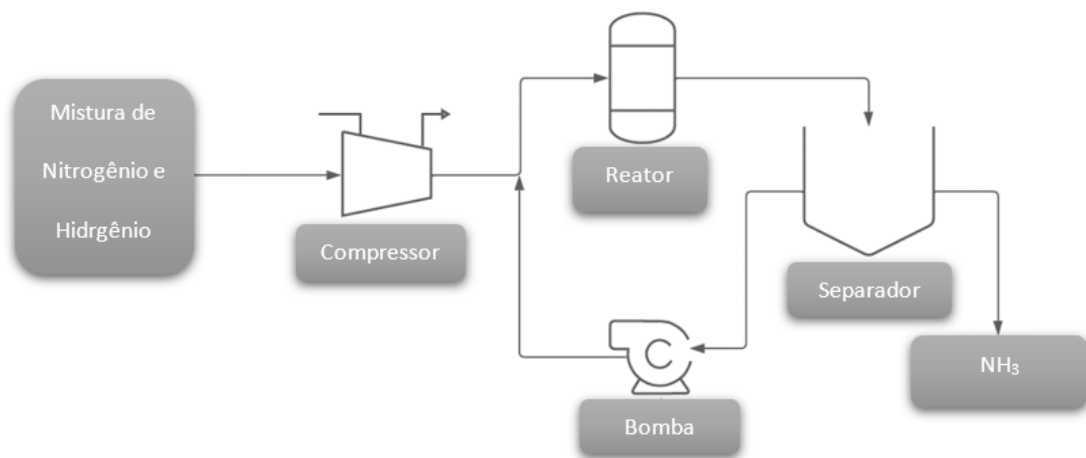 Mistura de
Nitrogênio e
Hidrgênio
Compressor
Reator
Separador
NH₃
Bomba